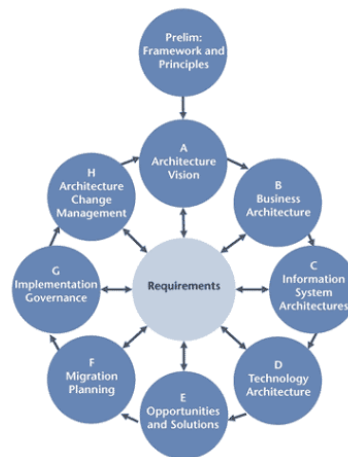 Prelim:
Framework and
Principles
A
Architecture
Vision
B
Business
Architecture
C
Information
System
Architectures
D
Technology
Architecture
E
Opportunities
and Solutions
F
Migration
Planning
G
Implementation
Governance
H
Architecture
Change
Management
Requirements